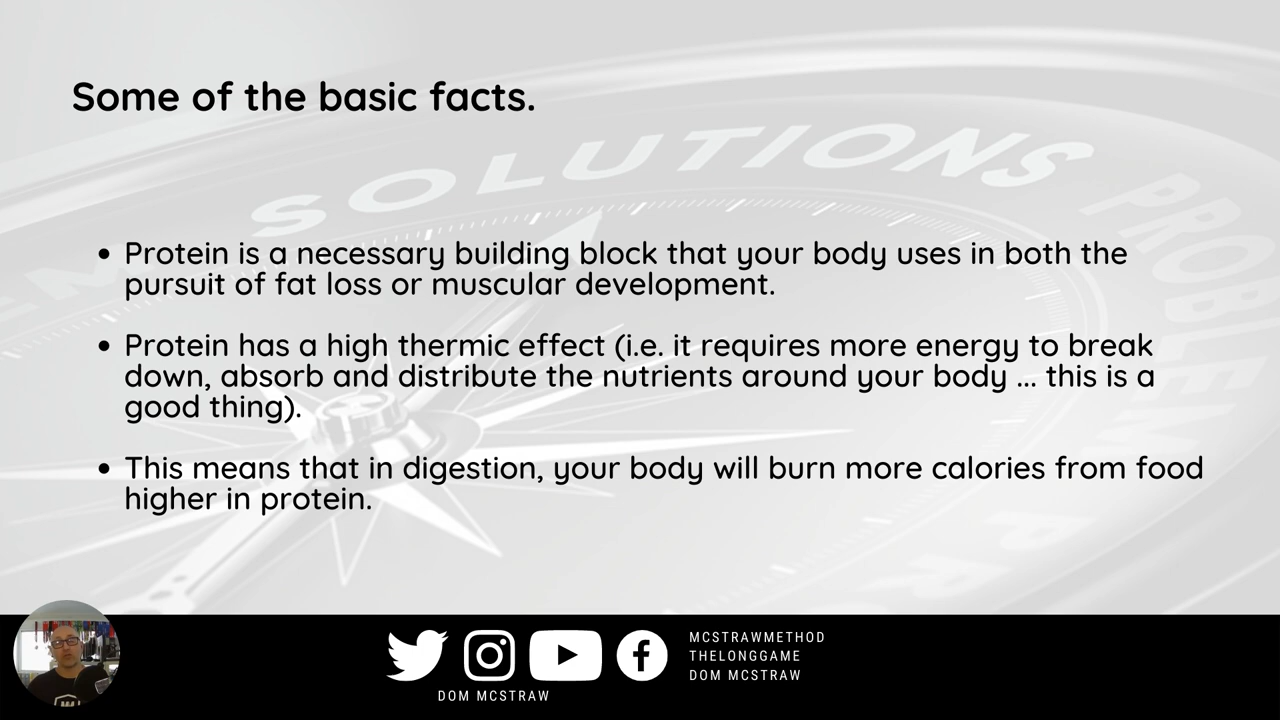 Some of the basic facts.
SOLUTIONS
PROBLEM
• Protein is a necessary building block that your body uses in both the
pursuit of fat loss or muscular development.
• Protein has a high thermic effect (i.e. it requires more energy to break
down, absorb and distribute the nutrients around your body ... this is a
good thing).
• This means that in digestion, your body will burn more calories from food
higher in protein.
MCSTRAWMETHOD
THELONGGAME
DOM MCSTRAW
DOM MCSTRAW